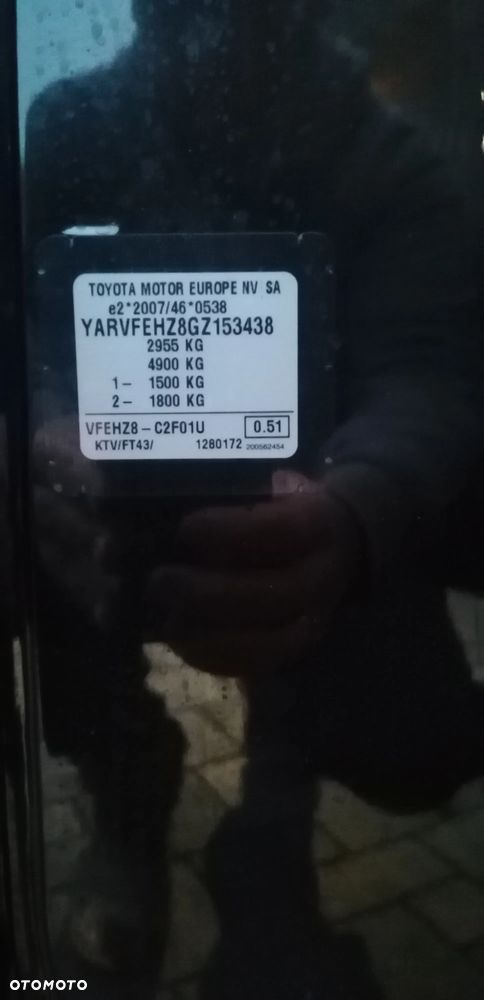 TOYOTA MOTOR EUROPE NV SA
e2*2007/46*0538
YARVFEHZ8GZ153438
2955 KG
4900 KG
1- 1500 KG
2- 1800 KG
VFEHZ8-C2F01U 0.51
KTV/FT43/ 1280172 200562454
OTOMOTO